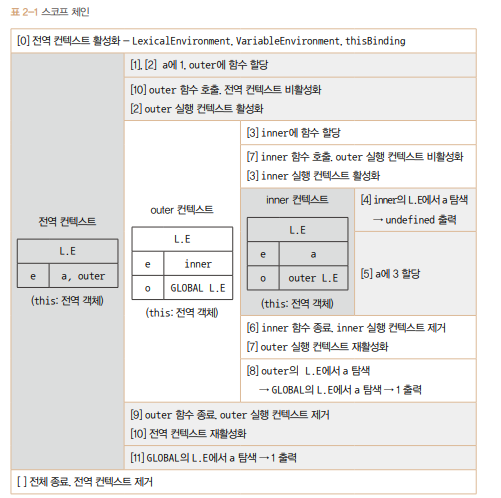 표 2-1 스코프 체인
[0] 전역 컨텍스트 활성화 - LexicalEnvironment, VariableEnvironment, thisBinding
[1], [2] a에 1, outer에 함수 할당
[10] outer 함수 호출, 전역 컨텍스트 비활성화
[2] outer 실행 컨텍스트 활성화
[3] inner에 함수 할당
[7] inner 함수 호출, outer 실행 컨텍스트 비활성화
[3] inner 실행 컨텍스트 활성화
전역 컨텍스트
L.E
e a, outer
(this: 전역 객체)
outer 컨텍스트
L.E
e inner
o GLOBAL L.E
(this: 전역 객체)
inner 컨텍스트
L.E
e a
o outer L.E
(this: 전역 객체)
[4] inner의 L.E에서 a 탐색
→ undefined 출력
[5] a에 3 할당
[6] inner 함수 종료, inner 실행 컨텍스트 제거
[7] outer 실행 컨텍스트 재활성화
[8] outer의 L.E에서 a 탐색
→ GLOBAL의 L.E에서 a 탐색 → 1 출력
[9] outer 함수 종료, outer 실행 컨텍스트 제거
[10] 전역 컨텍스트 재활성화
[11] GLOBAL의 L.E에서 a 탐색 → 1 출력
[ ] 전체 종료, 전역 컨텍스트 제거